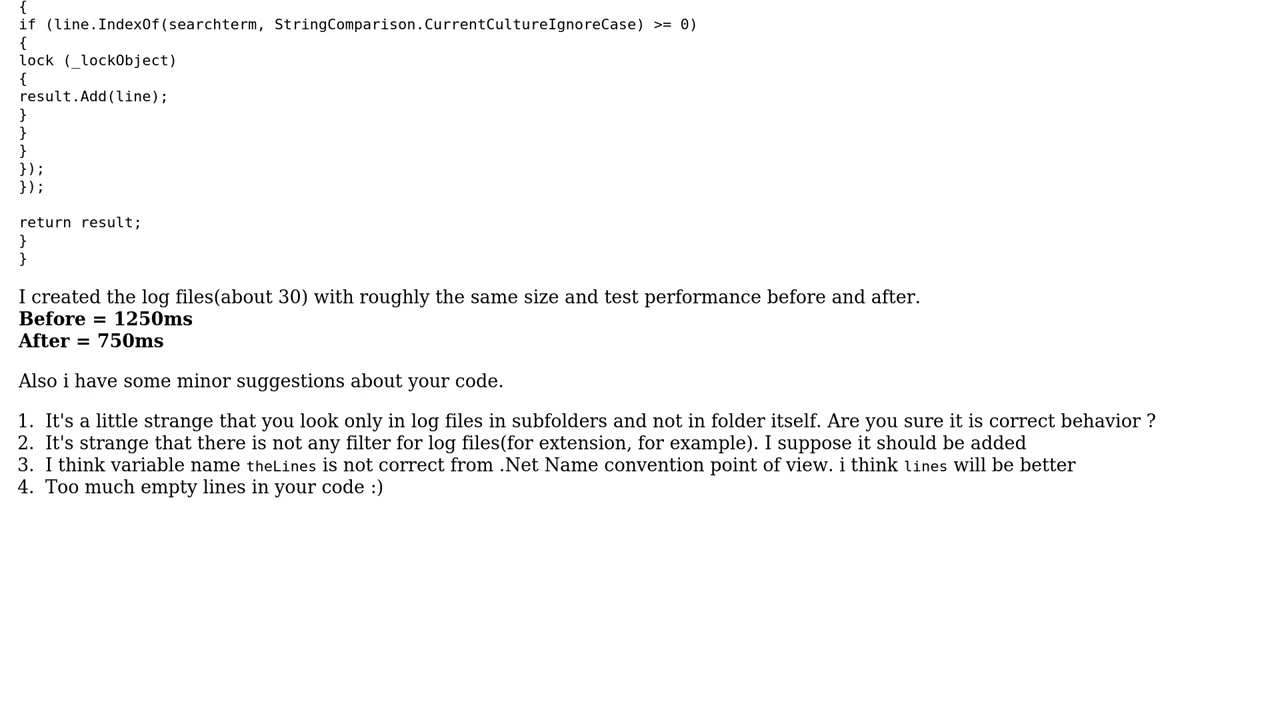 {
if (line.IndexOf(searchterm, StringComparison.CurrentCultureIgnoreCase) >= 0)
{
lock (_lockObject)
{
result.Add(line);
}
}
}
});
});

return result;
}
}
I created the log files(about 30) with roughly the same size and test performance before and after.
Before = 1250ms
After = 750ms
Also i have some minor suggestions about your code.
1. It's a little strange that you look only in log files in subfolders and not in folder itself. Are you sure it is correct behavior ?
2. It's strange that there is not any filter for log files(for extension, for example). I suppose it should be added
3. I think variable name theLines is not correct from .Net Name convention point of view. i think lines will be better
4. Too much empty lines in your code :)